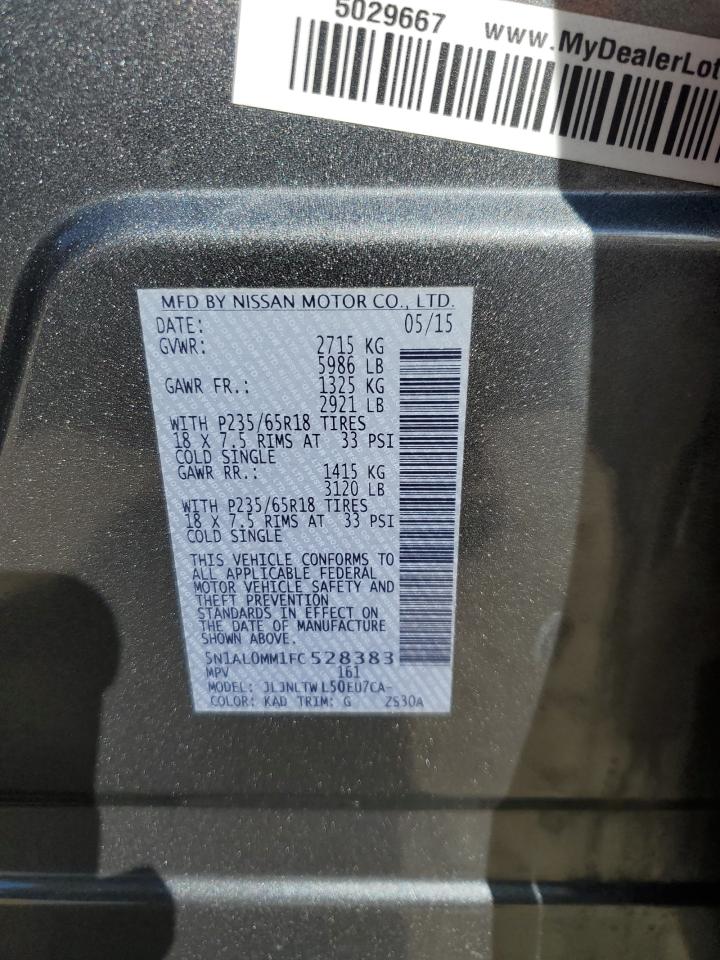 5029667 www.MyDealerLot
MFD BY NISSAN MOTOR CO., LTD.
DATE: 05/15
GVWR: 2715 KG
5986 LB
GAWR FR.: 1325 KG
2921 LB
WITH P235/65R18 TIRES
18 X 7.5 RIMS AT 33 PSI
COLD SINGLE
GAWR RR.: 1415 KG
3120 LB
WITH P235/65R18 TIRES
18 X 7.5 RIMS AT 33 PSI
COLD SINGLE
THIS VEHICLE CONFORMS TO
ALL APPLICABLE FEDERAL
MOTOR VEHICLE SAFETY AND
THEFT PREVENTION
STANDARDS IN EFFECT ON
THE DATE OF MANUFACTURE
SHOWN ABOVE.
5N1AL0MM1FC528383
MPV 161
MODEL: JLJNLTWL50EU7CA-
COLOR: KAD TRIM: G 2S30A